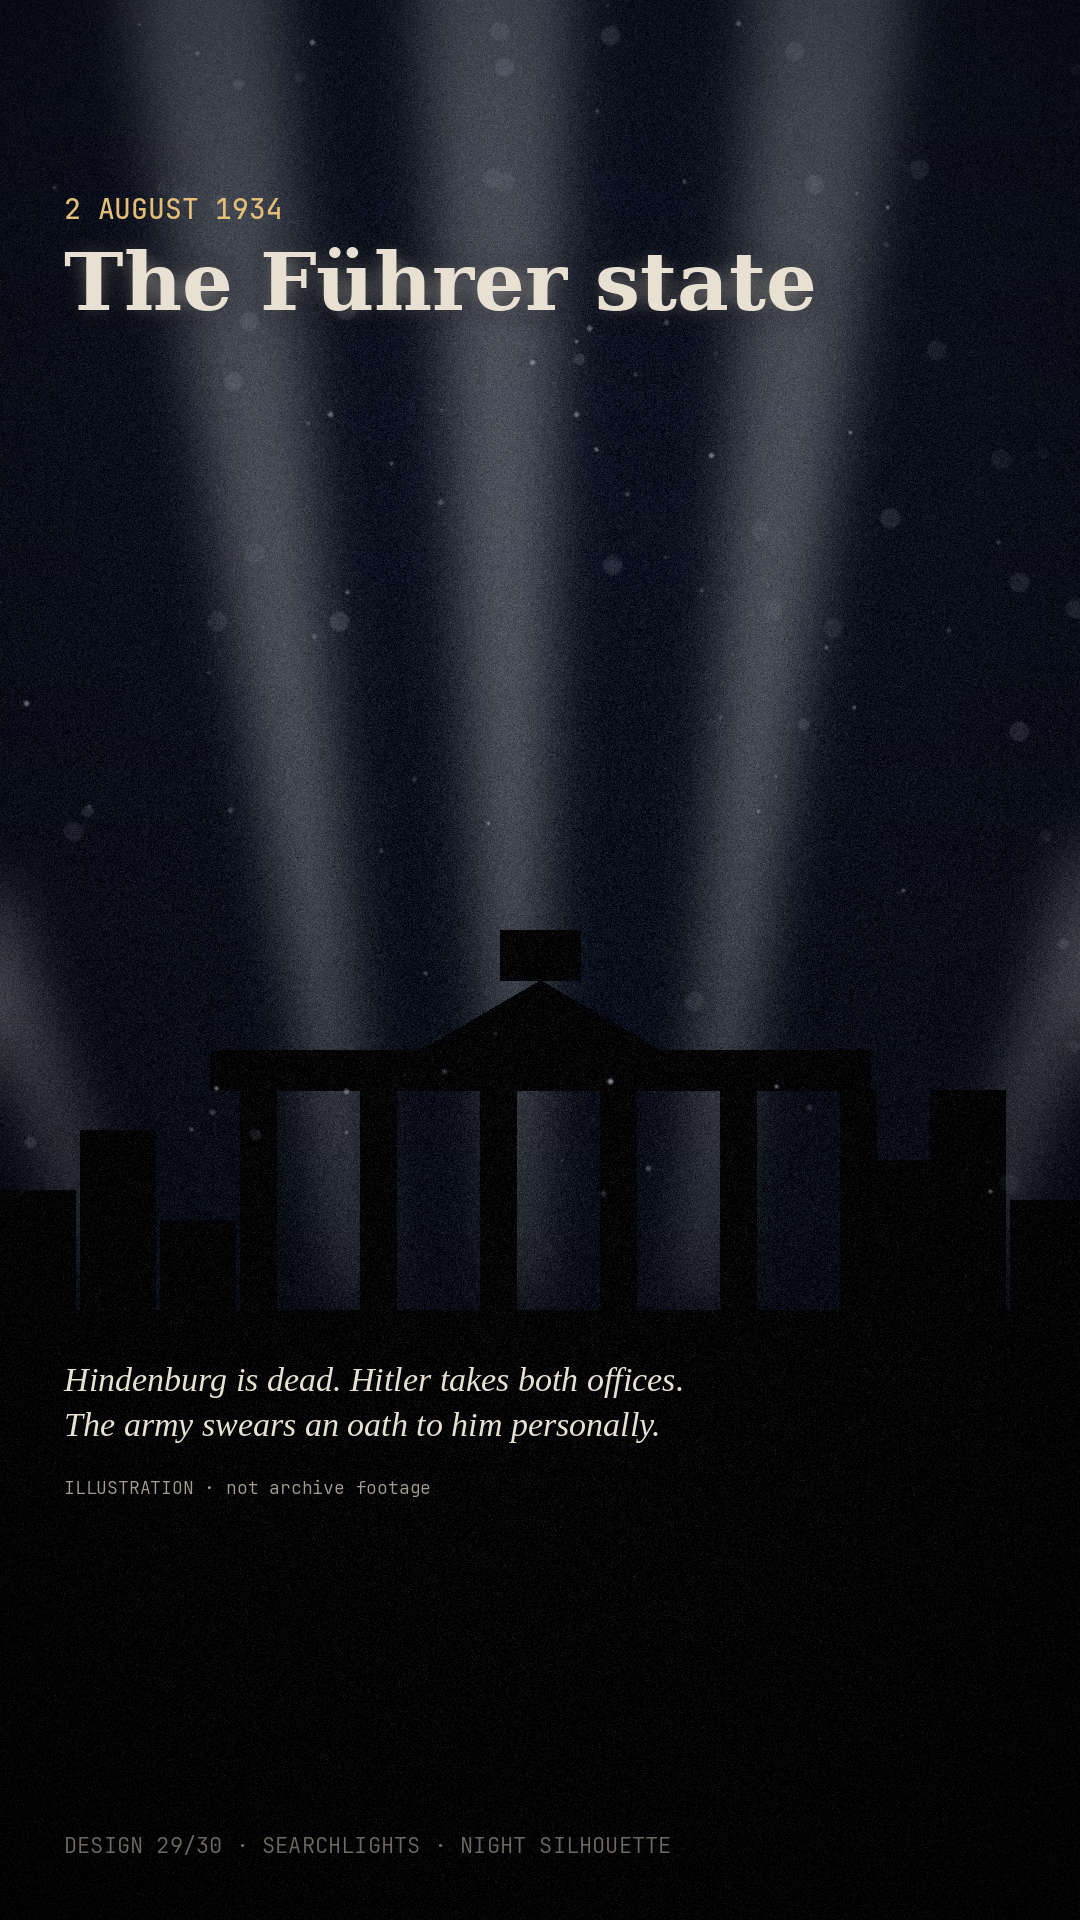 2 AUGUST 1934
The Führer state
Hindenburg is dead. Hitler takes both offices.
The army swears an oath to him personally.
ILLUSTRATION · not archive footage
DESIGN 29/30 · SEARCHLIGHTS · NIGHT SILHOUETTE